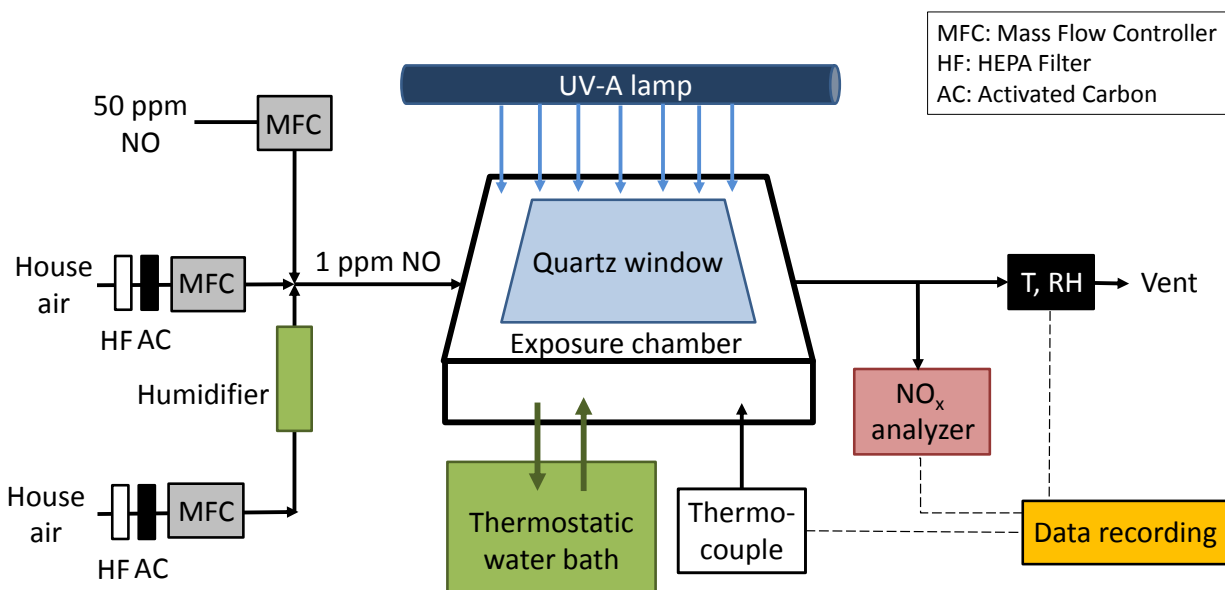 MFC: Mass Flow Controller
HF: HEPA Filter
AC: Activated Carbon
UV-A lamp
50 ppm
NO
MFC
House
air
MFC
1 ppm NO
Quartz window
T, RH
Vent
HF AC
Exposure chamber
Humidifier
NOx
analyzer
House
air
MFC
Thermostatic
water bath
Thermo-
couple
Data recording
HF AC